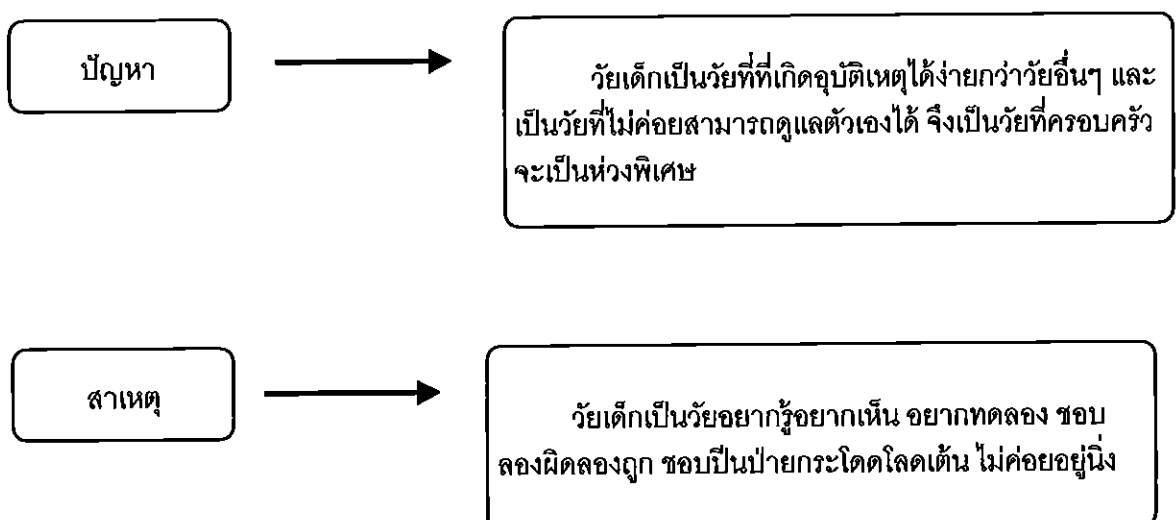 ปัญหา
วัยเด็กเป็นวัยที่ที่เกิดอุบัติเหตุได้ง่ายกว่าวัยอื่นๆ และ
เป็นวัยที่ไม่ค่อยสามารถดูแลตัวเองได้ จึงเป็นวัยที่ครอบครัว
จะเป็นห่วงพิเศษ
สาเหตุ
วัยเด็กเป็นวัยอยากรู้อยากเห็น อยากทดลอง ชอบ
ลองผิดลองถูก ชอบปีนป่ายกระโดดโลดเต้น ไม่ค่อยอยู่นิ่ง